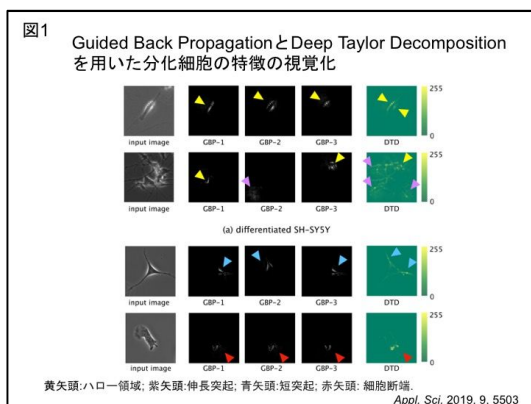 図1
Guided Back PropagationとDeep Taylor Decomposition
を用いた分化細胞の特徴の視覚化
255
0
input image GBP-1 GBP-2 GBP-3 DTD
255
0
input image GBP-1 GBP-2 GBP-3 DTD
(a) differentiated SH-SY5Y
255
0
input image GBP-1 GBP-2 GBP-3 DTD
255
0
input image GBP-1 GBP-2 GBP-3 DTD
黄矢頭:ハロー領域; 紫矢頭:伸長突起; 青矢頭:短突起; 赤矢頭: 細胞断端.
Appl. Sci. 2019, 9, 5503